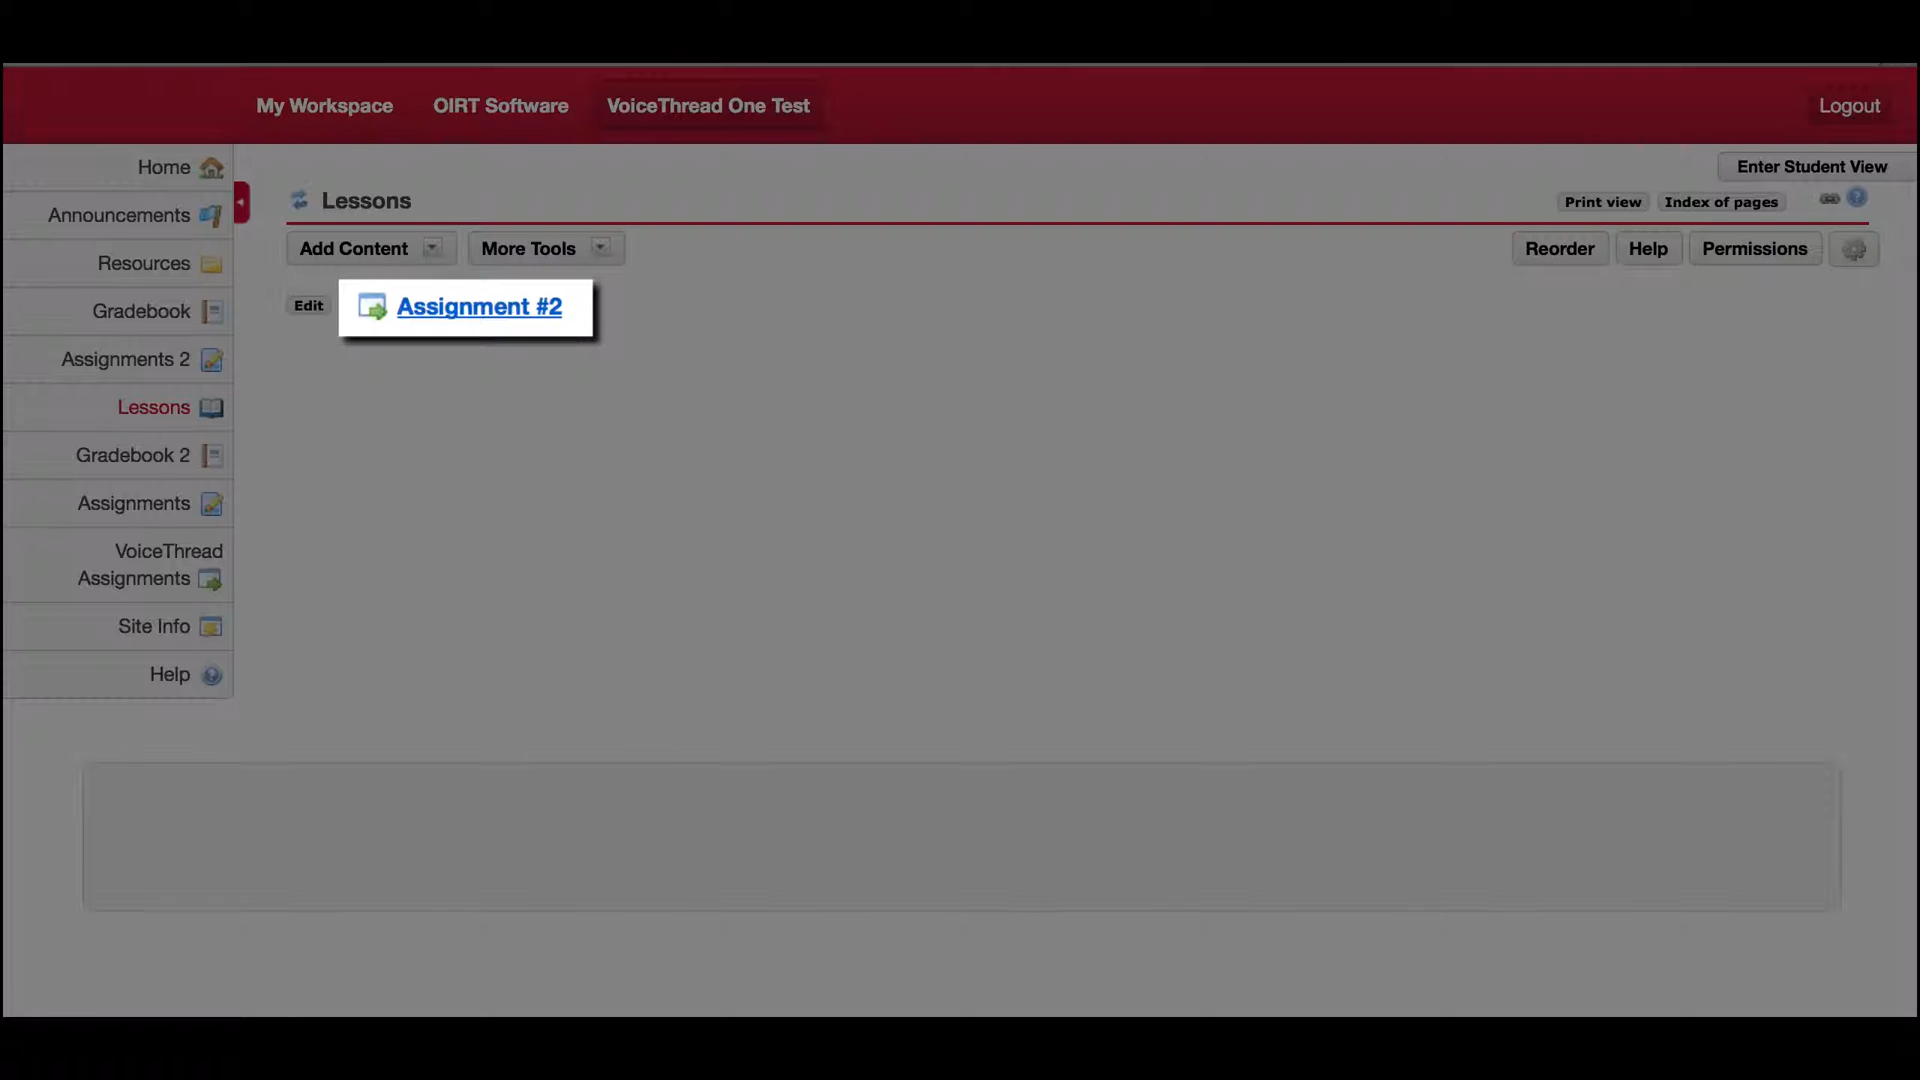 My Workspace OIRT Software VoiceThread One Test Logout
Home
Announcements
Resources
Gradebook
Assignments 2
Lessons
Gradebook 2
Assignments
VoiceThread
Assignments
Site Info
Help
Enter Student View
Lessons Print view Index of pages
Add Content More Tools Reorder Help Permissions
Edit Assignment #2